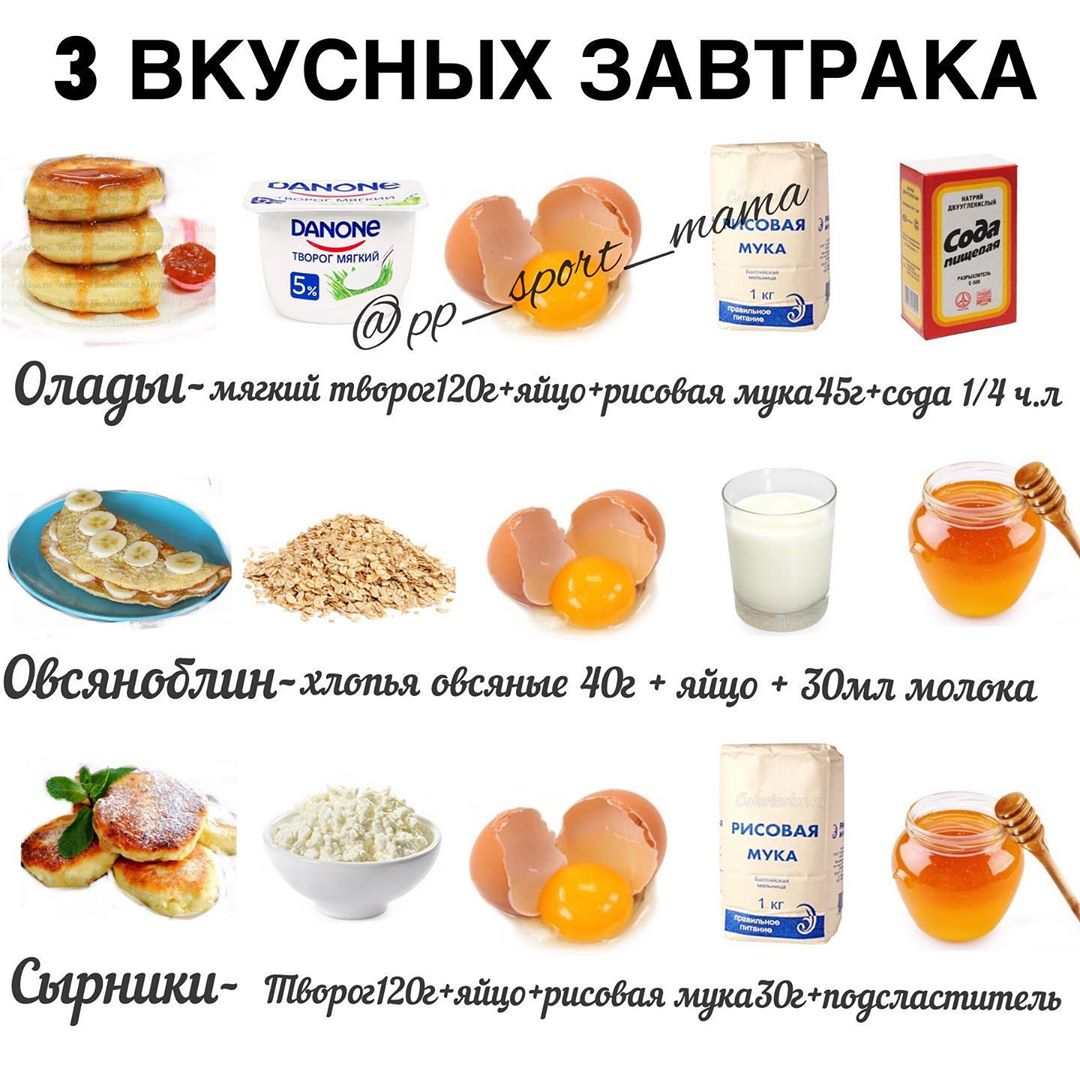 3 ВКУСНЫХ ЗАВТРАКА
DANONE
ТВОРОГ МЯГКИЙ
DANONE
ТВОРОГ МЯГКИЙ
5%
@pp_sport_mama
РИСОВАЯ
МУКА
Балтийская
мельница
1 кг
правильное
питание
НАТРИЙ
ДВУУГЛЕКИСЛЫЙ
Сода
пищевая
РАЗРЫХЛИТЕЛЬ
Е-500
Оладьи-мягкий творог120г+яйцо+рисовая мука45г+сода 1/4 ч.л
Овсяноблин-хлопья овсяные 40г + яйцо + 30мл молока
РИСОВАЯ
МУКА
Балтийская
мельница
1 кг
правильное
питание
Сырники- Творог120г+яйцо+рисовая мука30г+подсластитель